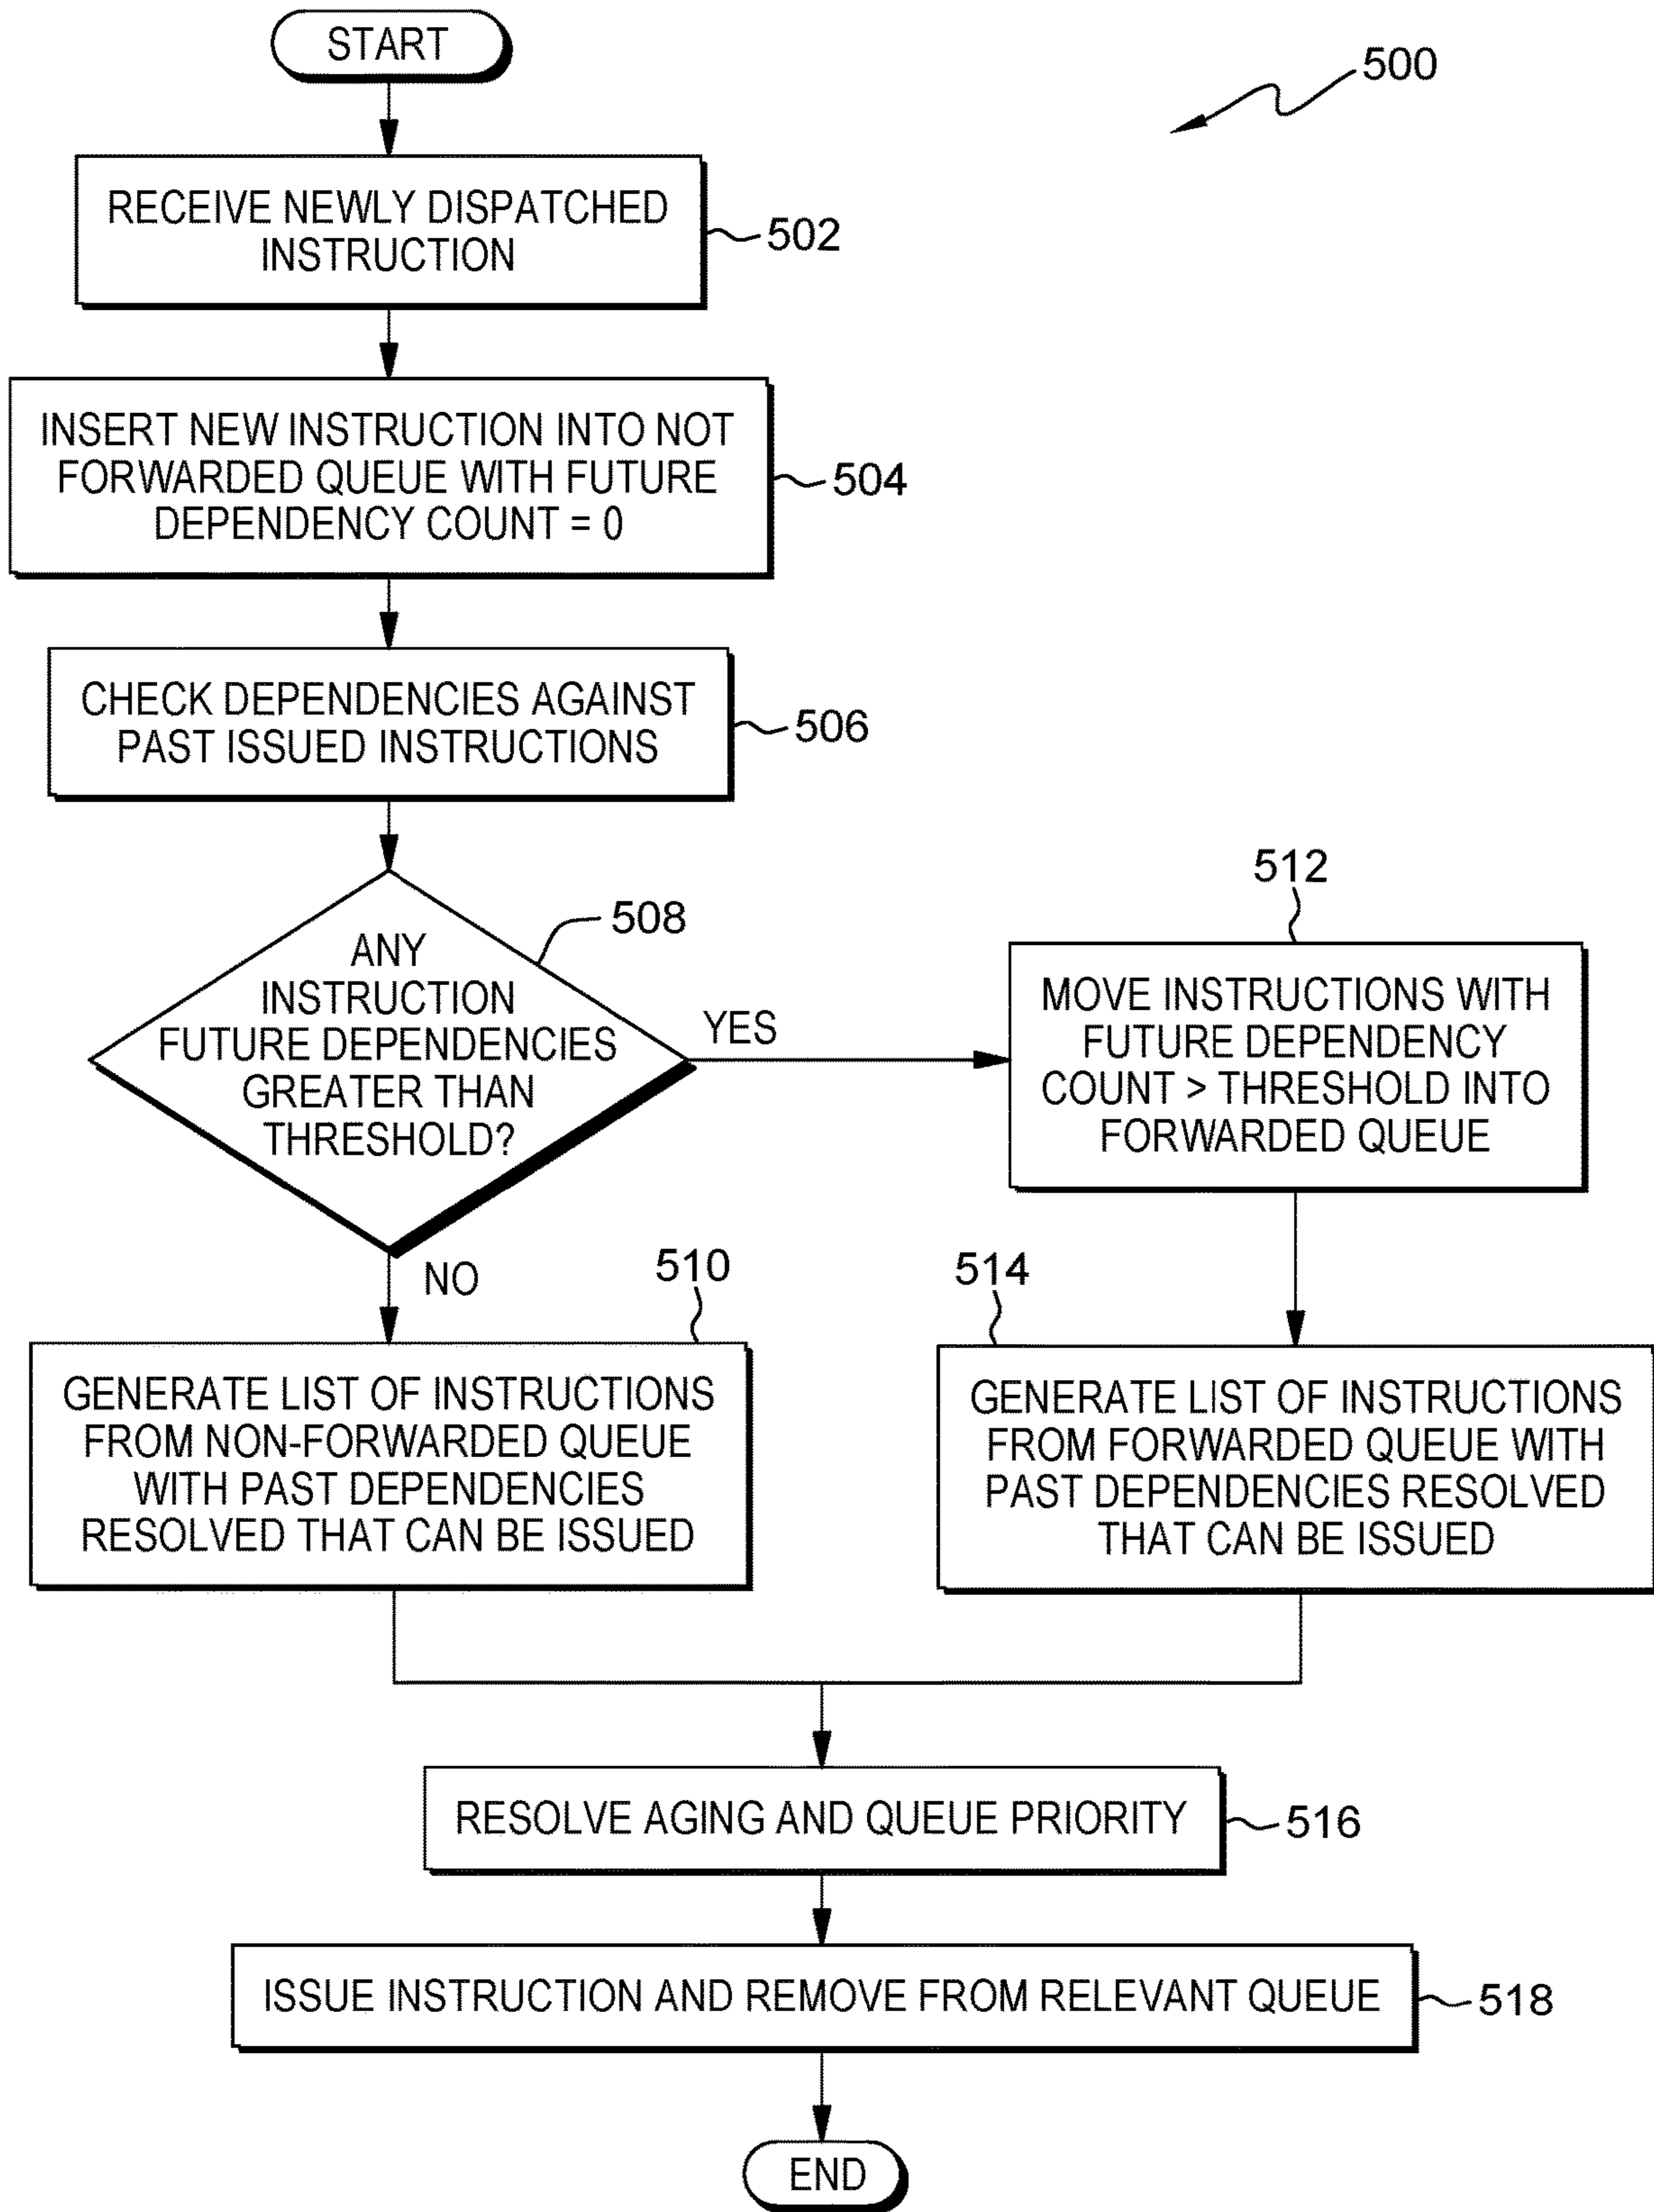 START
500
RECEIVE NEWLY DISPATCHED
INSTRUCTION
502
INSERT NEW INSTRUCTION INTO NOT
FORWARDED QUEUE WITH FUTURE
DEPENDENCY COUNT = 0
504
CHECK DEPENDENCIES AGAINST
PAST ISSUED INSTRUCTIONS
506
ANY
INSTRUCTION
FUTURE DEPENDENCIES
GREATER THAN
THRESHOLD?
508
YES
NO
512
MOVE INSTRUCTIONS WITH
FUTURE DEPENDENCY
COUNT > THRESHOLD INTO
FORWARDED QUEUE
510
GENERATE LIST OF INSTRUCTIONS
FROM NON-FORWARDED QUEUE
WITH PAST DEPENDENCIES
RESOLVED THAT CAN BE ISSUED
514
GENERATE LIST OF INSTRUCTIONS
FROM FORWARDED QUEUE WITH
PAST DEPENDENCIES RESOLVED
THAT CAN BE ISSUED
RESOLVE AGING AND QUEUE PRIORITY
516
ISSUE INSTRUCTION AND REMOVE FROM RELEVANT QUEUE
518
END